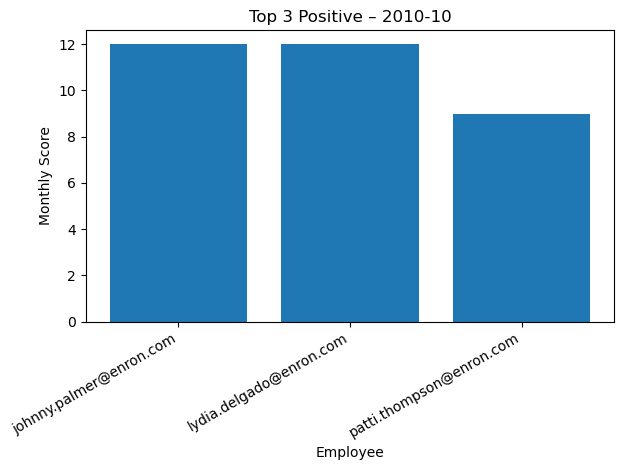 Top 3 Positive – 2010-10
Monthly Score
12
10
8
6
4
2
0
johnny.palmer@enron.com
lydia.delgado@enron.com
patti.thompson@enron.com
Employee